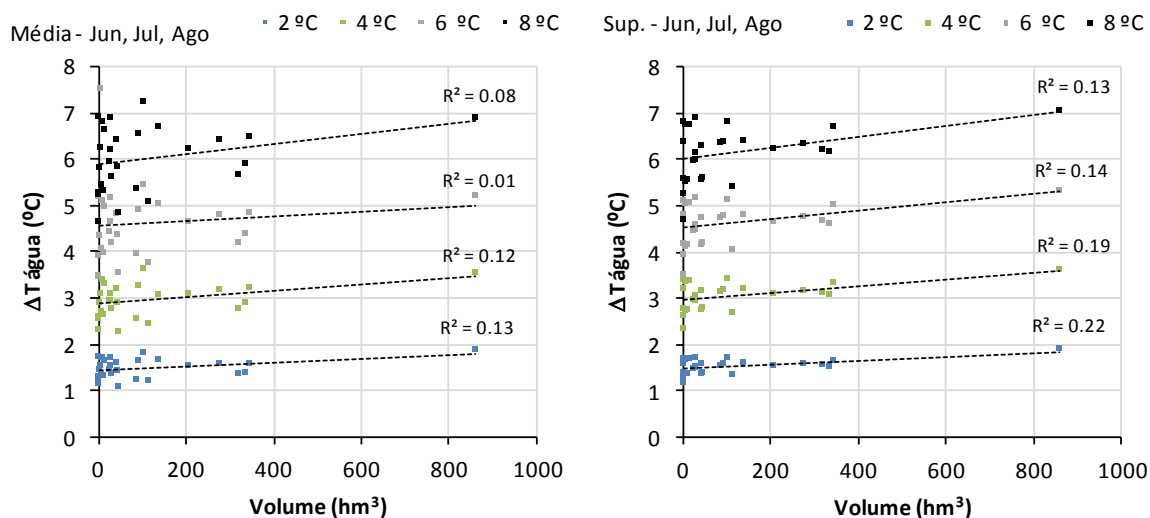 Média - Jun, Jul, Ago
2 ºC 4 ºC 6 ºC 8 ºC
8
7
6
5
4
3
2
1
0
R² = 0.08
R² = 0.01
R² = 0.12
R² = 0.13
Δ T água (ºC)
0 200 400 600 800 1000
Volume (hm³)
Sup. - Jun, Jul, Ago
2 ºC 4 ºC 6 ºC 8 ºC
8
7
6
5
4
3
2
1
0
R² = 0.13
R² = 0.14
R² = 0.19
R² = 0.22
Δ T água (ºC)
0 200 400 600 800 1000
Volume (hm³)